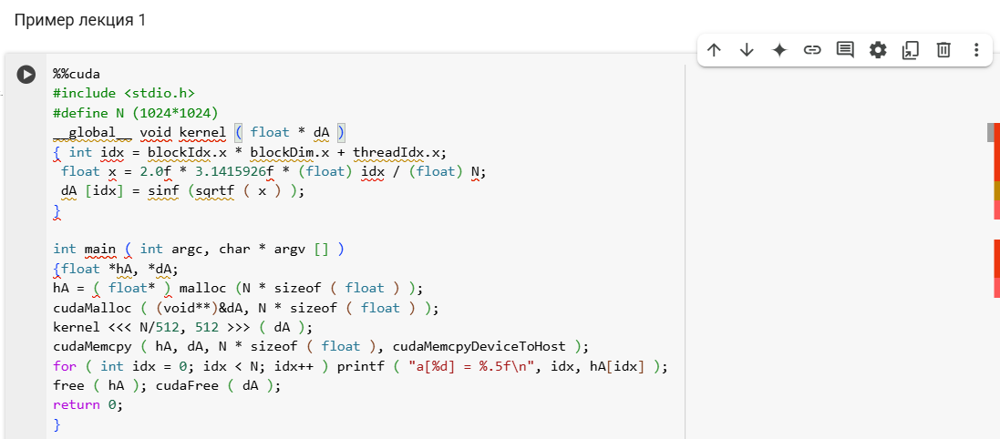 Пример лекция 1
%%cuda
#include <stdio.h>
#define N (1024*1024)
__global__ void kernel ( float * dA )
{ int idx = blockIdx.x * blockDim.x + threadIdx.x;
float x = 2.0f * 3.1415926f * (float) idx / (float) N;
dA [idx] = sinf (sqrtf ( x ) );
}
int main ( int argc, char * argv [] )
{float *hA, *dA;
hA = ( float* ) malloc (N * sizeof ( float ) );
cudaMalloc ( (void**)&dA, N * sizeof ( float ) );
kernel <<< N/512, 512 >>> ( dA );
cudaMemcpy ( hA, dA, N * sizeof ( float ), cudaMemcpyDeviceToHost );
for ( int idx = 0; idx < N; idx++ ) printf ( "a[%d] = %.5f\n", idx, hA[idx] );
free ( hA ); cudaFree ( dA );
return 0;
}